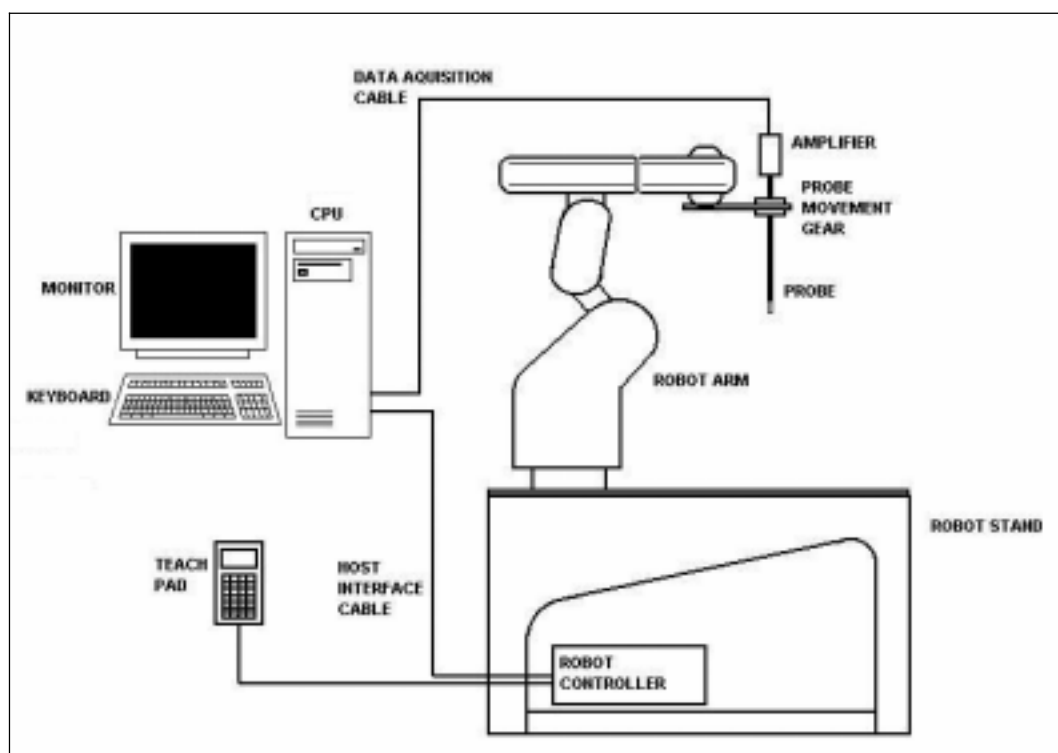 DATA AQUISITION
CABLE
AMPLIFIER
PROBE
MOVEMENT
GEAR
CPU
MONITOR
PROBE
KEYBOARD
ROBOT ARM
ROBOT STAND
TEACH
PAD
HOST
INTERFACE
CABLE
ROBOT
CONTROLLER